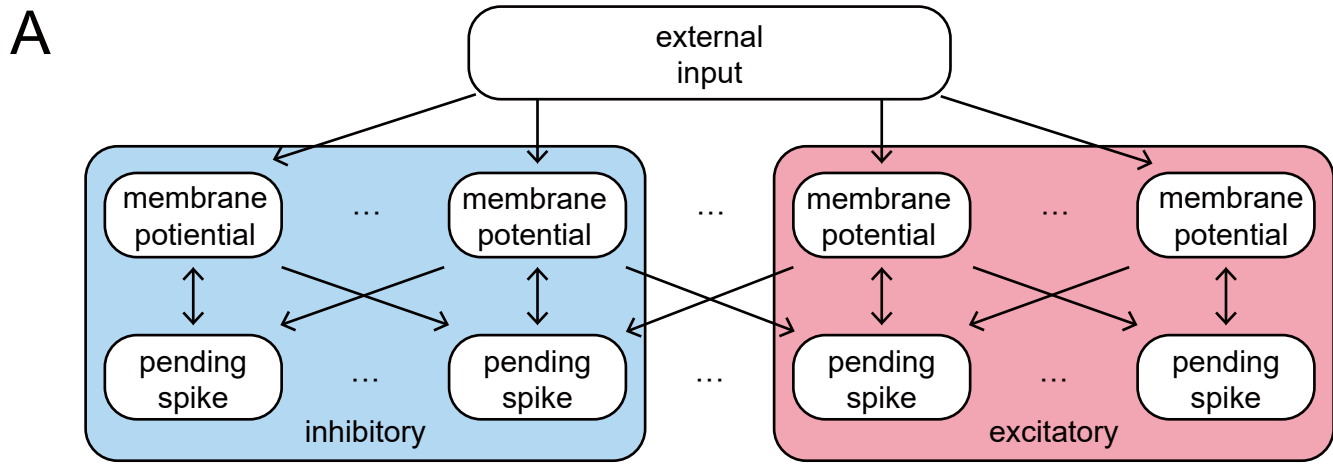 A
external
input
membrane
potiential
...
membrane
potential
...
membrane
potential
...
membrane
potential
pending
spike
...
pending
spike
...
pending
spike
...
pending
spike
inhibitory
excitatory